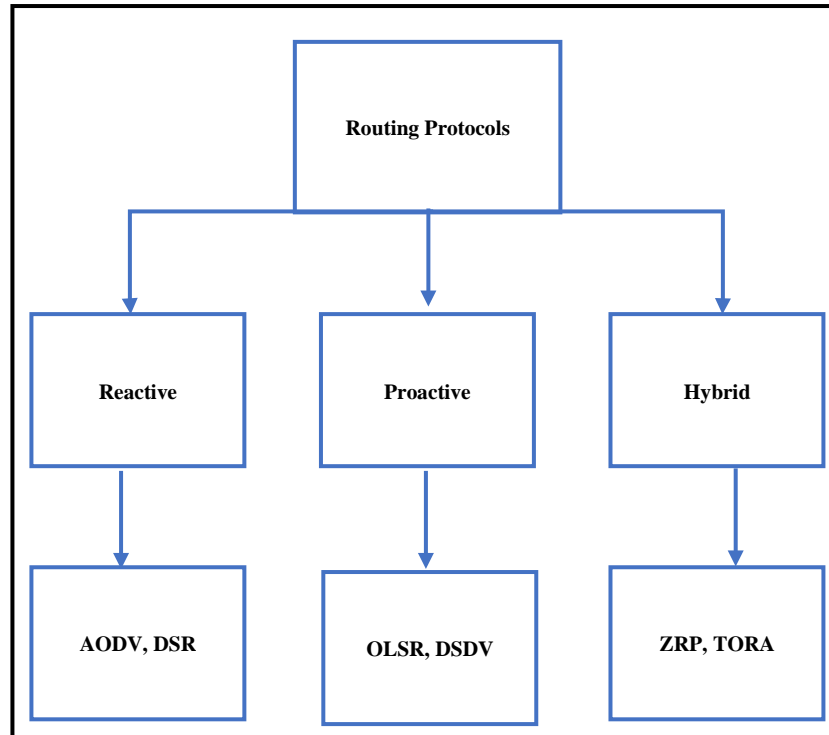 Routing Protocols
Reactive
Proactive
Hybrid
AODV, DSR
OLSR, DSDV
ZRP, TORA